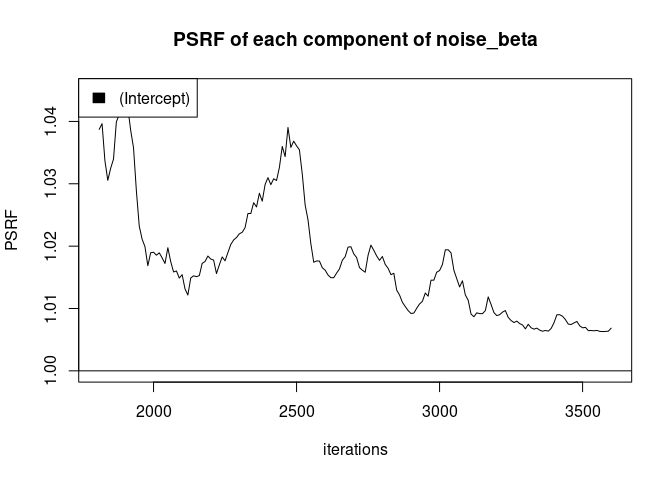 PSRF of each component of noise_beta
(Intercept)
PSRF
1.04
1.03
1.02
1.01
1.00
2000 2500 3000 3500
iterations